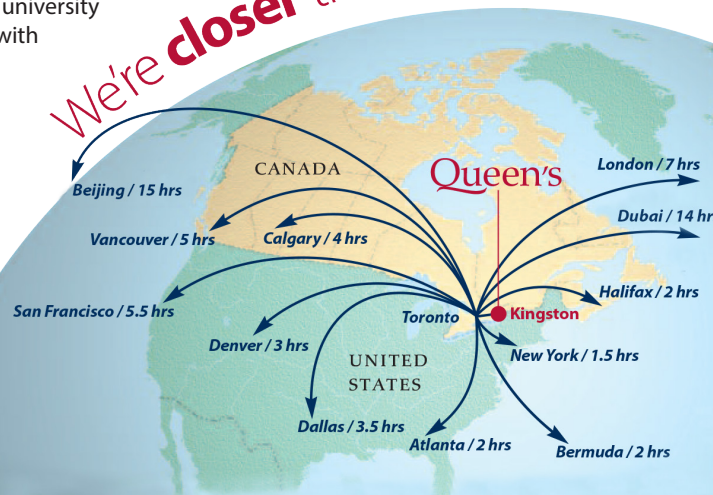 university
with
We're closer
CANADA
Queen's
London / 7 hrs
Beijing / 15 hrs
Dubai / 14 hr
Vancouver / 5 hrs
Calgary / 4 hrs
Halifax / 2 hrs
San Francisco / 5.5 hrs
Toronto
Kingston
Denver / 3 hrs
New York / 1.5 hrs
UNITED
STATES
Dallas / 3.5 hrs
Atlanta / 2 hrs
Bermuda / 2 hrs